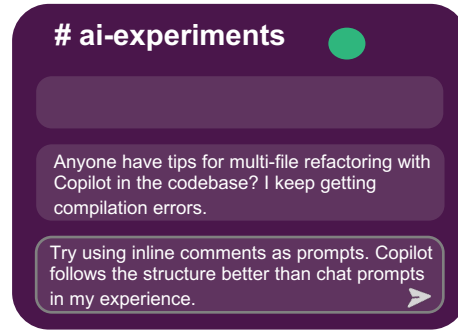 # ai-experiments
Anyone have tips for multi-file refactoring with
Copilot in the codebase? I keep getting
compilation errors.
Try using inline comments as prompts. Copilot
follows the structure better than chat prompts
in my experience.